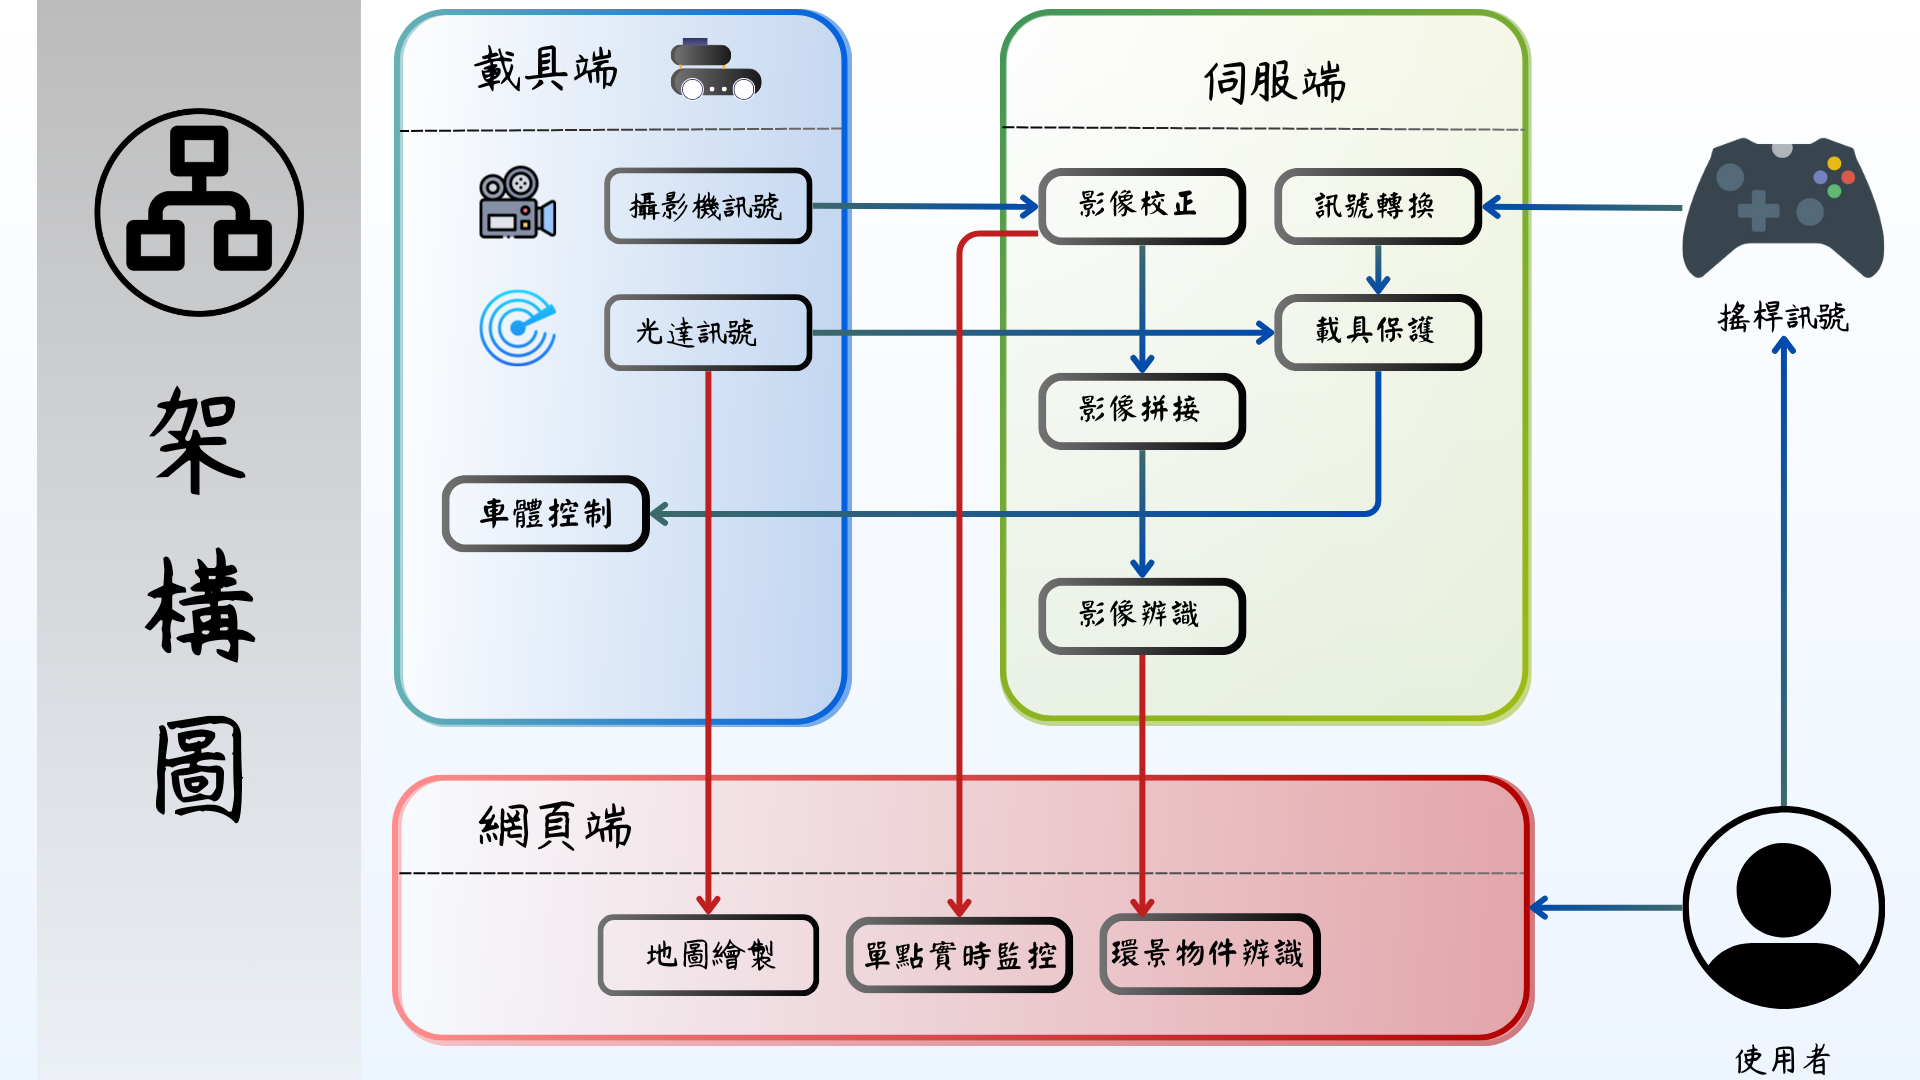 架構圖
載具端
攝影機訊號
光達訊號
車體控制
伺服端
影像校正
訊號轉換
載具保護
影像拼接
影像辨識
搖桿訊號
網頁端
地圖繪製
單點實時監控
環景物件辨識
使用者